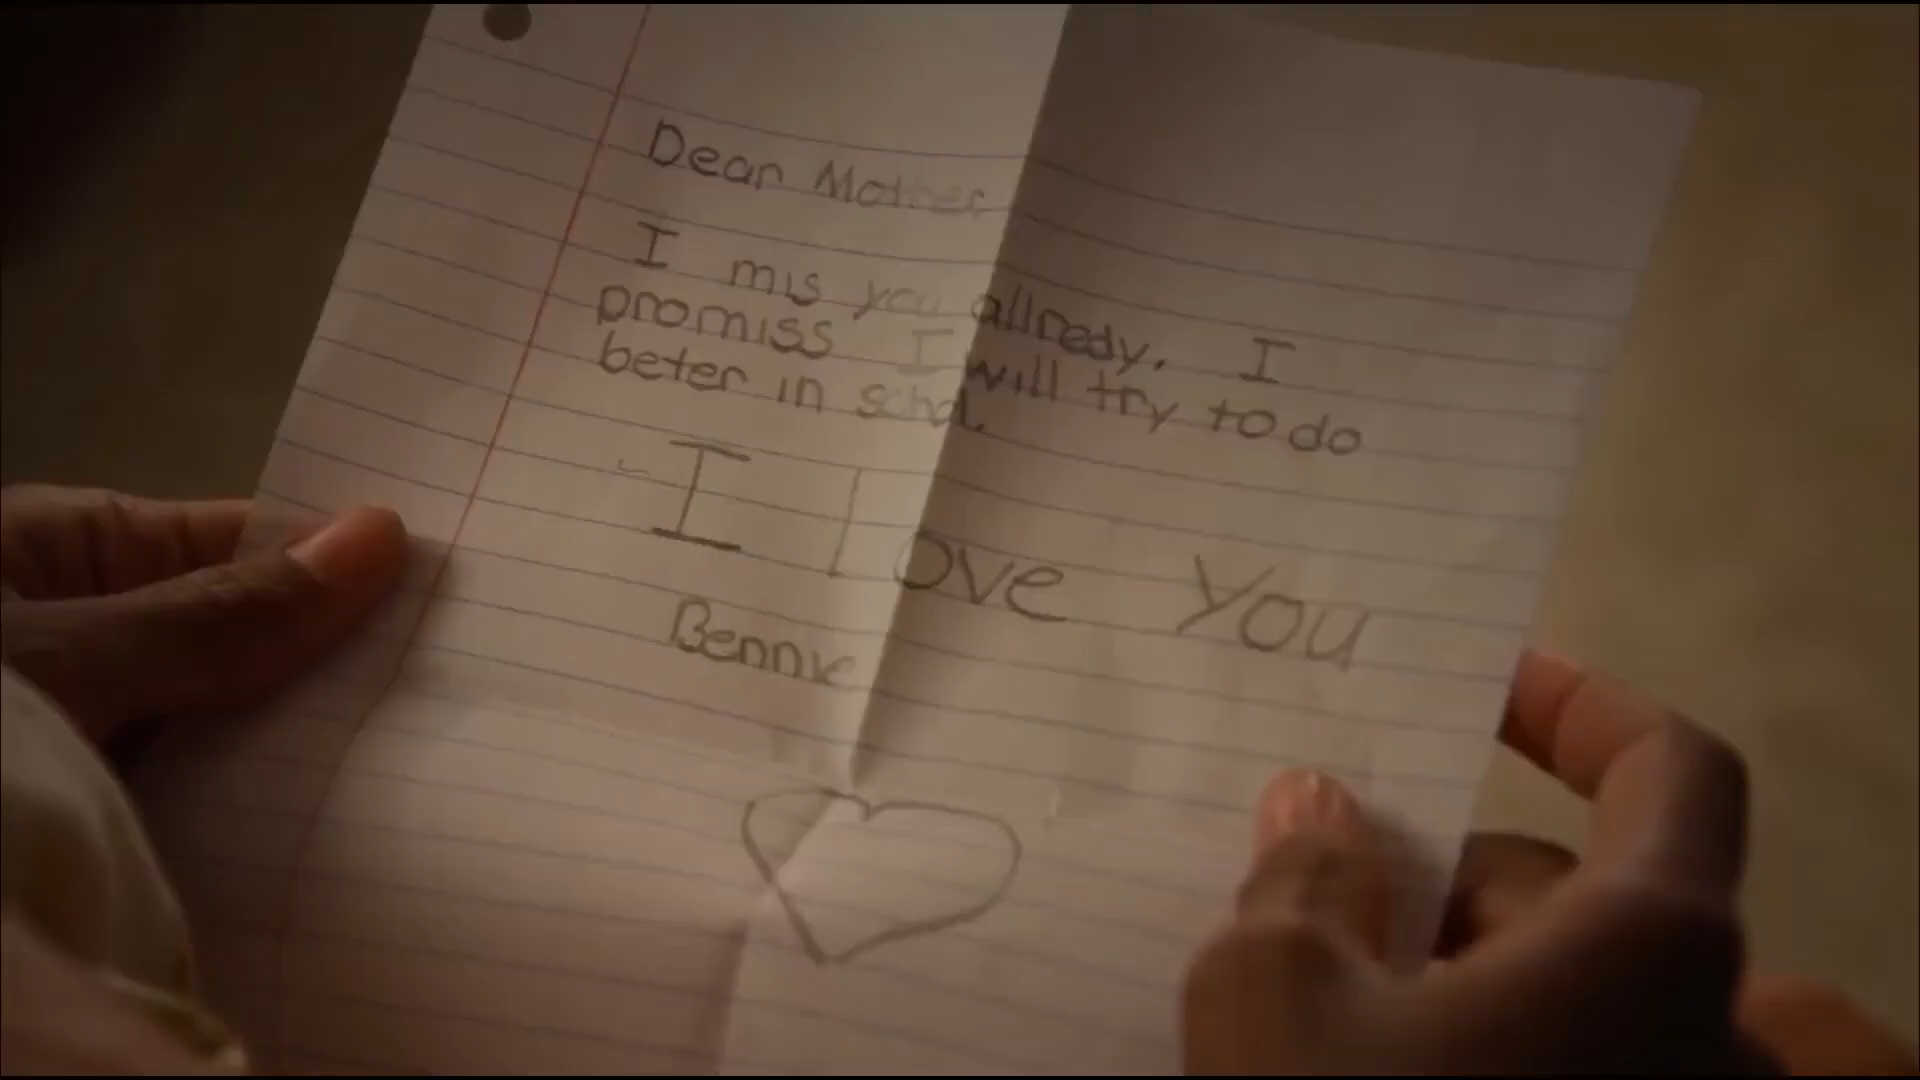 Dear Mother
I mis you allredy. I
promiss I will try to do
beter in schol.
I love you
Bennie